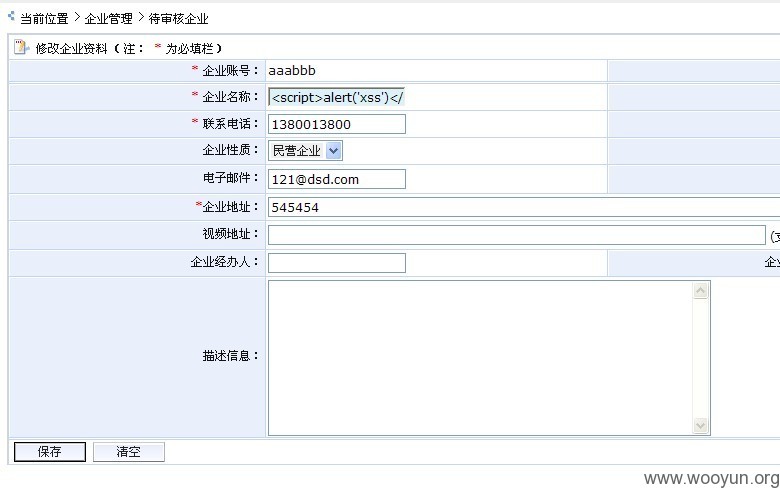 当前位置 > 企业管理 > 待审核企业
修改企业资料(注: * 为必填栏)
* 企业账号: aaabbb
* 企业名称: <script>alert('xss')</
* 联系电话: 1380013800
企业性质: 民营企业
电子邮件: 121@dsd.com
*企业地址: 545454
视频地址:
企业经办人:
描述信息:
保存 清空
www.wooyun.org